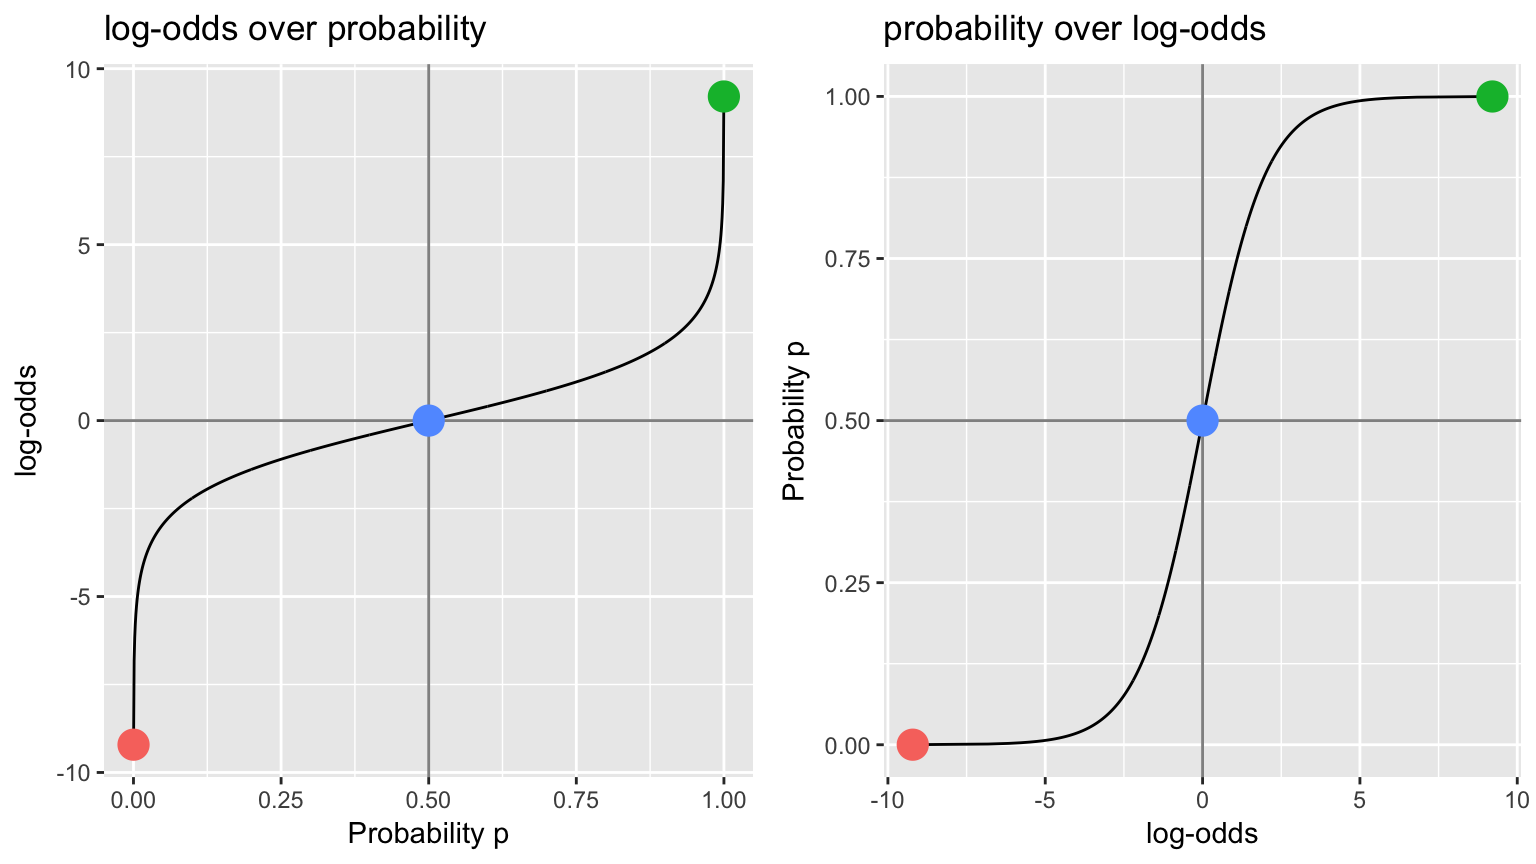 log-odds over probability
10
5
0
-5
-10
log-odds
0.00 0.25 0.50 0.75 1.00
Probability p
probability over log-odds
1.00
0.75
0.50
0.25
0.00
Probability p
-10 -5 0 5 10
log-odds